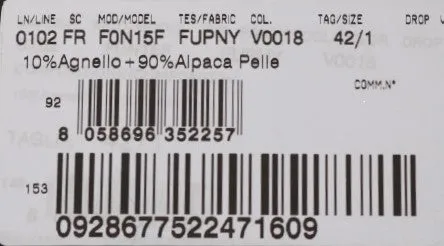 LN/LINE SC MOD/MODEL TES/FABRIC COL. TAG/SIZE DROP V
0102 FR F0N15F FUPNY V0018 42/1
10%Agnello+90%Alpaca Pelle
COMM.N°
92
8 058696 352257
153
0928677522471609